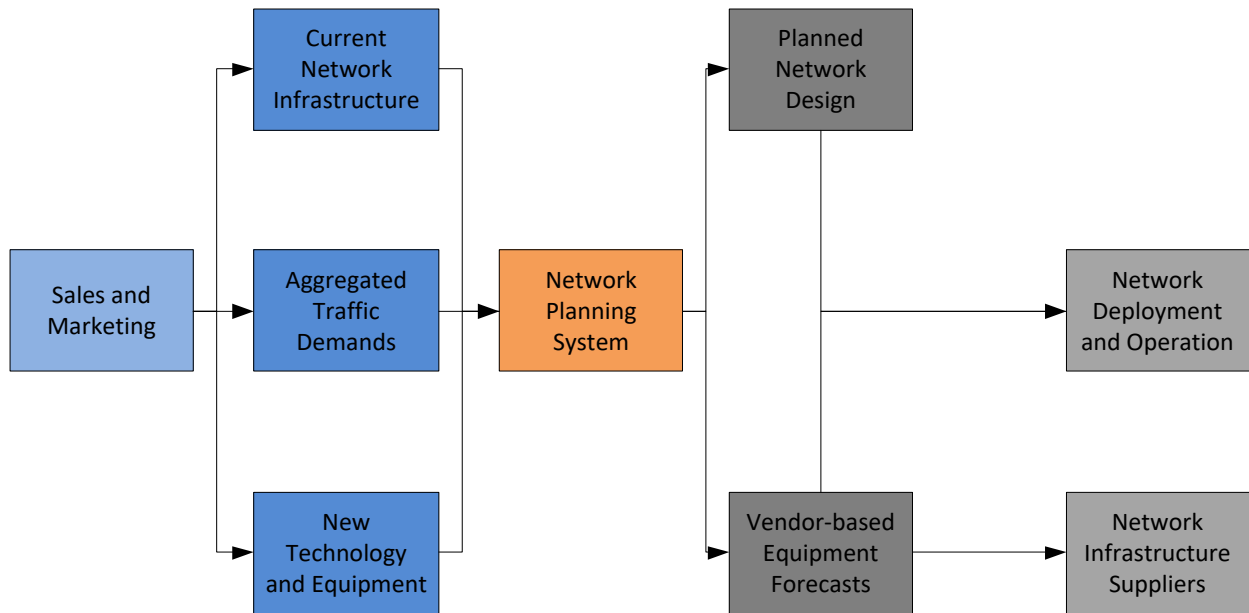 Current
Network
Infrastructure
Planned
Network
Design
Sales and
Marketing
Aggregated
Traffic
Demands
Network
Planning
System
Network
Deployment
and Operation
New
Technology
and Equipment
Vendor-based
Equipment
Forecasts
Network
Infrastructure
Suppliers